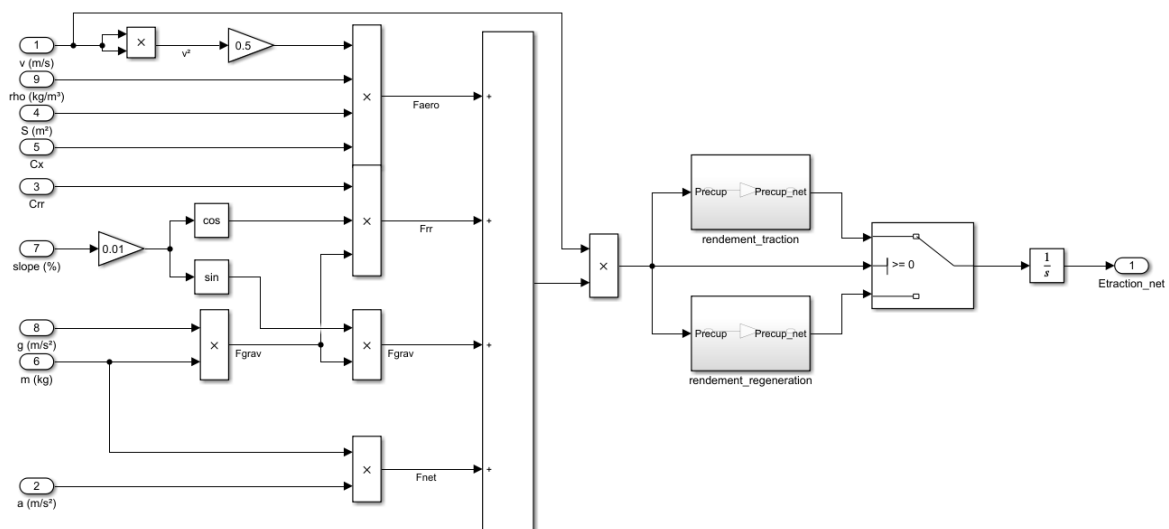 1
v (m/s)
×
v²
0.5
9
rho (kg/m³)
4
S (m²)
5
Cx
×
Faero
+
3
Crr
cos
×
Frr
+
7
slope (%)
0.01
sin
8
g (m/s²)
6
m (kg)
×
Fgrav
×
Fgrav
+
2
a (m/s²)
×
Fnet
+
×
Precup
Precup_net
rendement_traction
>= 0
Precup
Precup_net
rendement_regeneration
1
s
1
Etraction_net